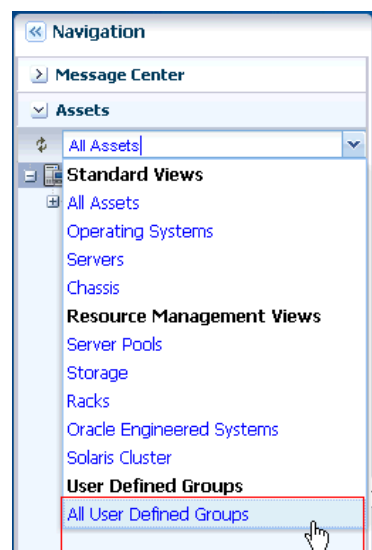 Navigation
Message Center
Assets
All Assets
Standard Views
All Assets
Operating Systems
Servers
Chassis
Resource Management Views
Server Pools
Storage
Racks
Oracle Engineered Systems
Solaris Cluster
User Defined Groups
All User Defined Groups